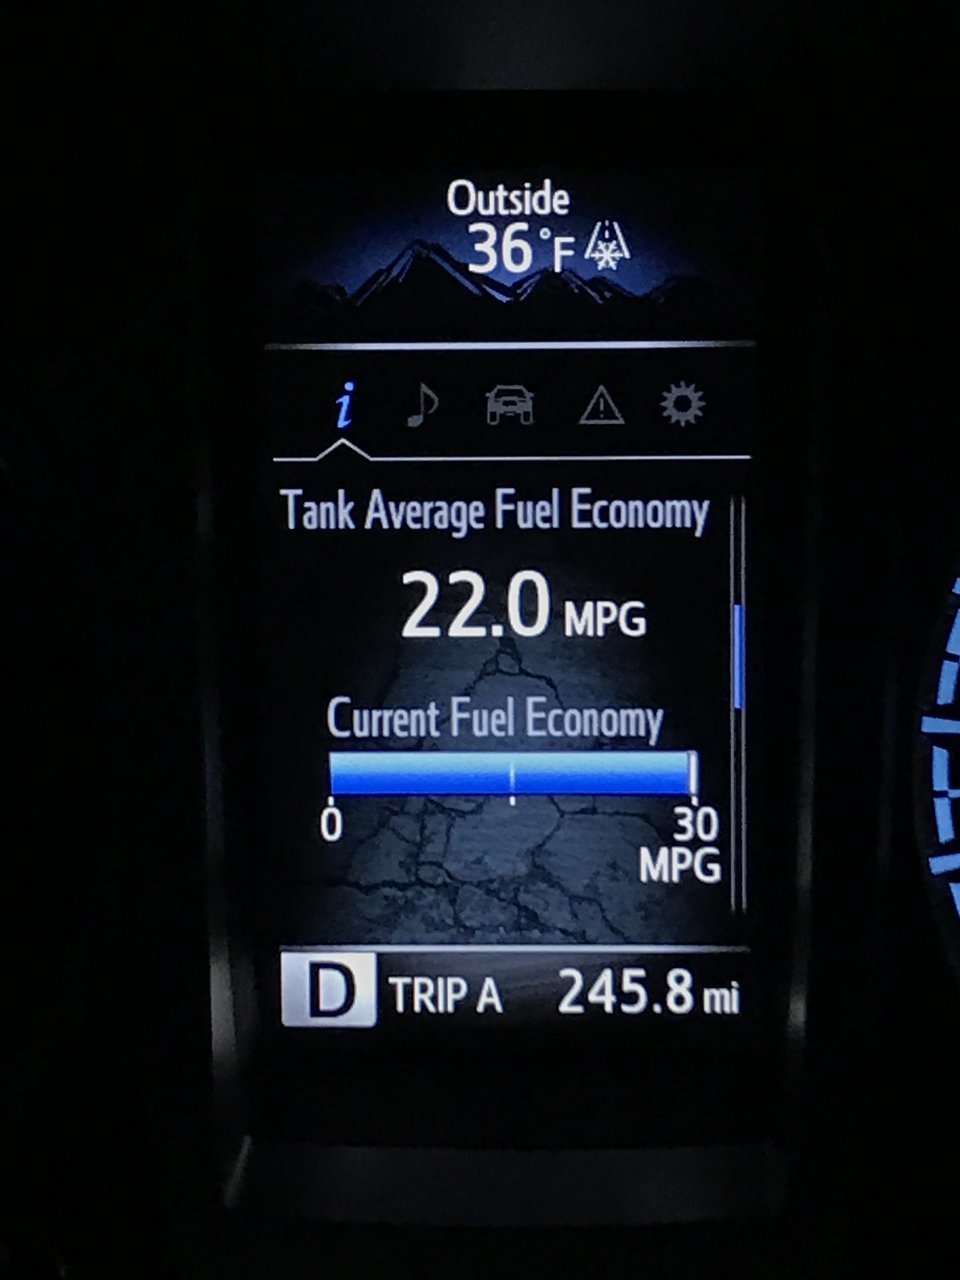 Outside
36°F
i
Tank Average Fuel Economy
22.0 MPG
Current Fuel Economy
0 30
MPG
D TRIP A 245.8 mi